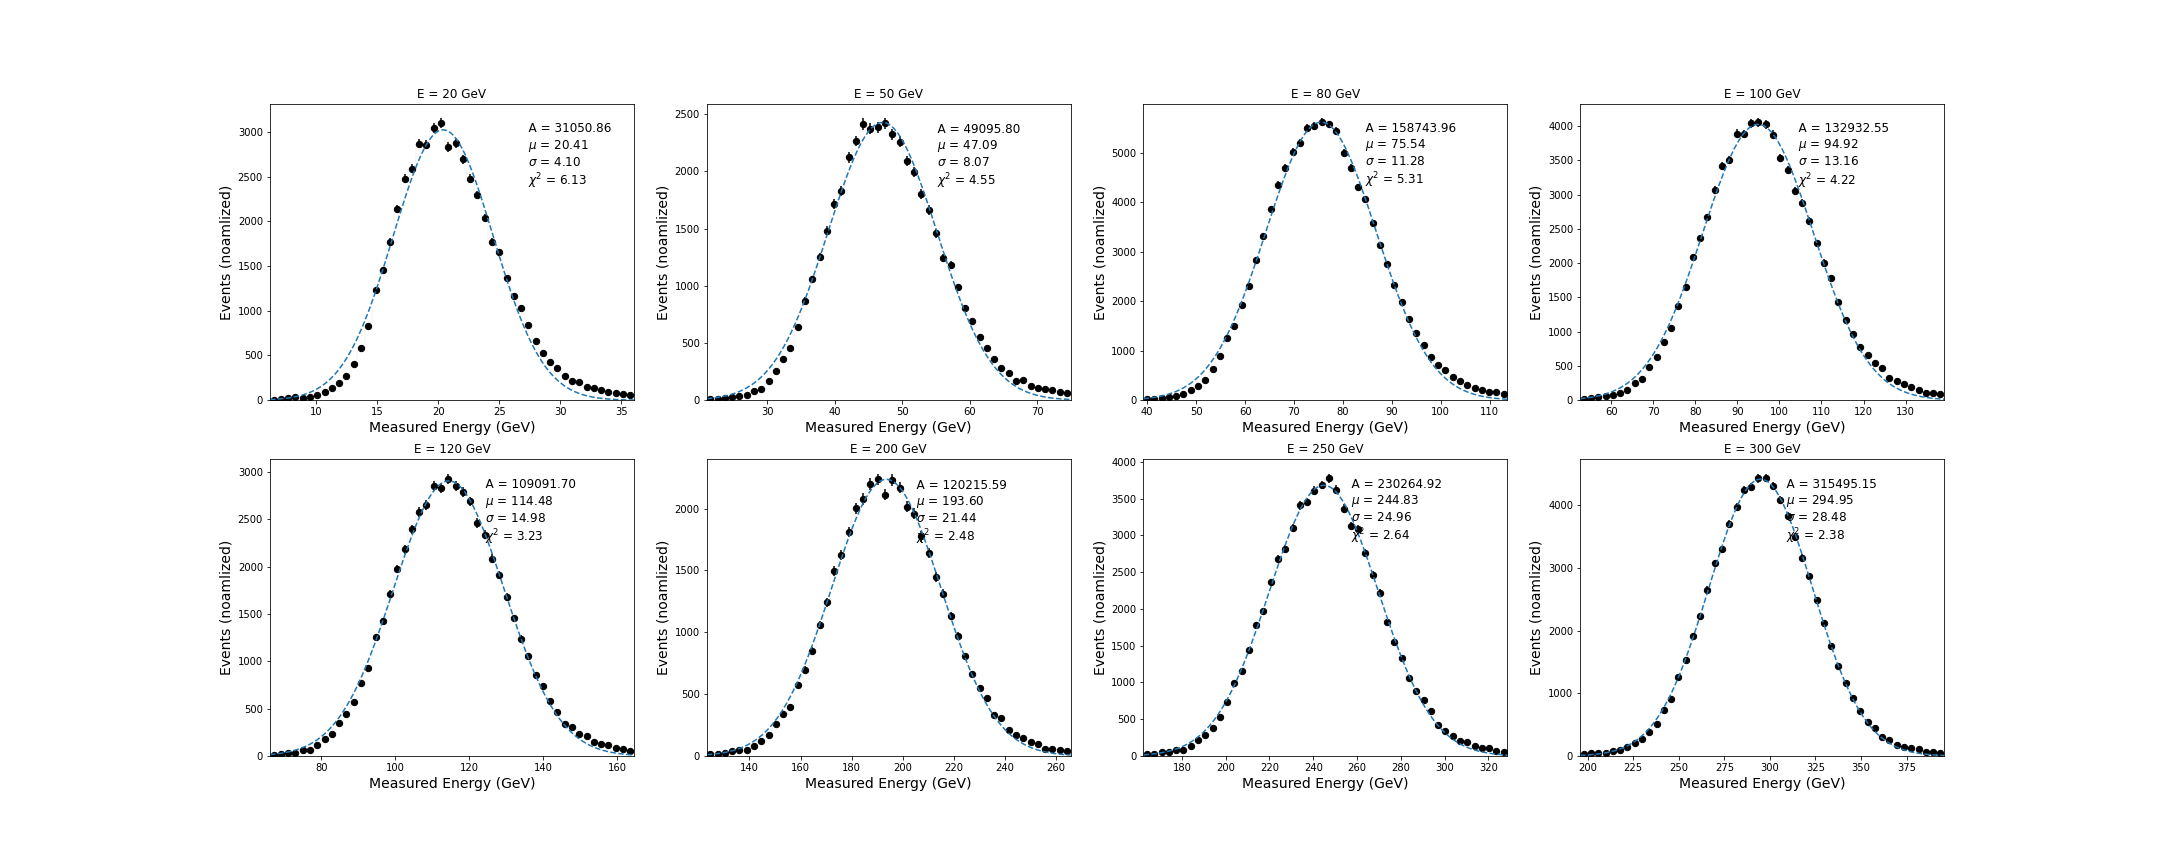 E = 20 GeV
3000
2500
2000
1500
1000
500
0
Events (noamlized)
A = 31050.86
μ = 20.41
σ = 4.10
χ² = 6.13
10 15 20 25 30 35
Measured Energy (GeV)
E = 50 GeV
2500
2000
1500
1000
500
0
Events (noamlized)
A = 49095.80
μ = 47.09
σ = 8.07
χ² = 4.55
30 40 50 60 70
Measured Energy (GeV)
E = 80 GeV
5000
4000
3000
2000
1000
0
Events (noamlized)
A = 158743.96
μ = 75.54
σ = 11.28
χ² = 5.31
40 50 60 70 80 90 100 110
Measured Energy (GeV)
E = 100 GeV
4000
3500
3000
2500
2000
1500
1000
500
0
Events (noamlized)
A = 132932.55
μ = 94.92
σ = 13.16
χ² = 4.22
60 70 80 90 100 110 120 130
Measured Energy (GeV)
E = 120 GeV
3000
2500
2000
1500
1000
500
0
Events (noamlized)
A = 109091.70
μ = 114.48
σ = 14.98
χ² = 3.23
80 100 120 140 160
Measured Energy (GeV)
E = 200 GeV
2000
1500
1000
500
0
Events (noamlized)
A = 120215.59
μ = 193.60
σ = 21.44
χ² = 2.48
140 160 180 200 220 240 260
Measured Energy (GeV)
E = 250 GeV
4000
3500
3000
2500
2000
1500
1000
500
0
Events (noamlized)
A = 230264.92
μ = 244.83
σ = 24.96
χ² = 2.64
180 200 220 240 260 280 300 320
Measured Energy (GeV)
E = 300 GeV
4000
3000
2000
1000
0
Events (noamlized)
A = 315495.15
μ = 294.95
σ = 28.48
χ² = 2.38
200 225 250 275 300 325 350 375
Measured Energy (GeV)